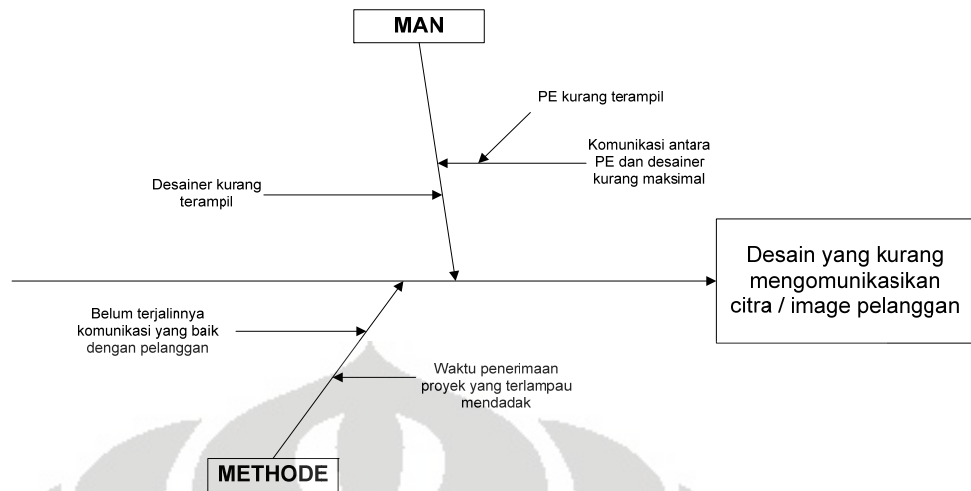 MAN
PE kurang terampil
Komunikasi antara
PE dan desainer
kurang maksimal
Desainer kurang
terampil
Desain yang kurang
mengomunikasikan
citra / image pelanggan
Belum terjalinnya
komunikasi yang baik
dengan pelanggan
Waktu penerimaan
proyek yang terlampau
mendadak
METHODE